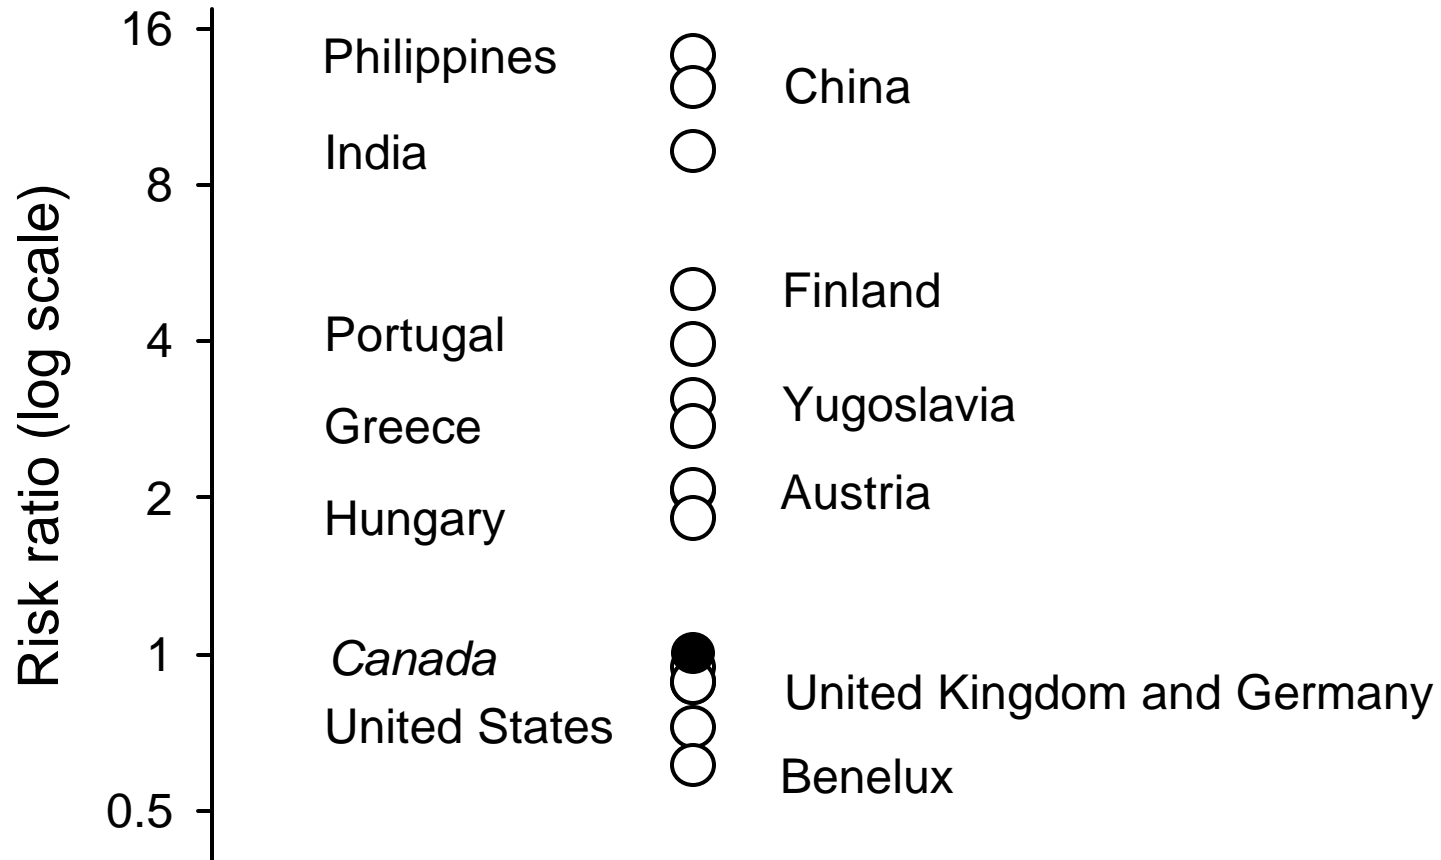 16
Philippines
China
India
8
Finland
Portugal
4
Yugoslavia
Greece
2
Austria
Hungary
Canada
1
United Kingdom and Germany
United States
Benelux
0.5
Risk ratio (log scale)